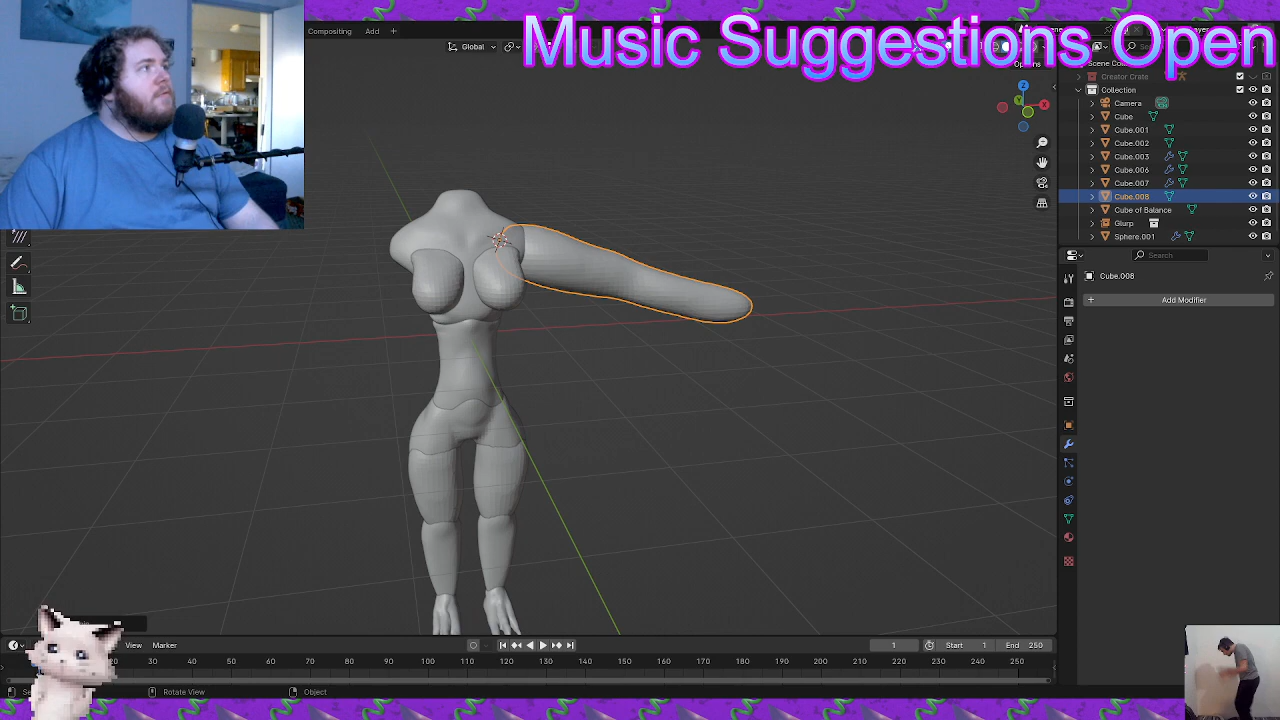 Music Suggestions Open
Compositing Add +
Global
Options
Scene Coll
Creator Crate
Collection
Camera
Cube
Cube.001
Cube.002
Cube.003
Cube.006
Cube.007
Cube.008
Cube of Balance
Glurp
Sphere.001
Search
Cube.008
+ Add Modifier
X
Z
View Marker
1 Start 1 End 250
20 30 40 50 60 70 80 90 100 110 120 130 140 150 160 170 180 190 200 210 220 230 240 250
Rotate View Object